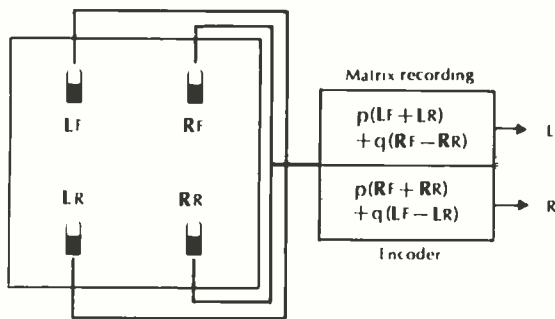 LF RF
LR RR
Matrix recording
p(LF + LR)
+ q(RF – RR)
L
p(RF + RR)
+ q(LF – LR)
R
Encoder